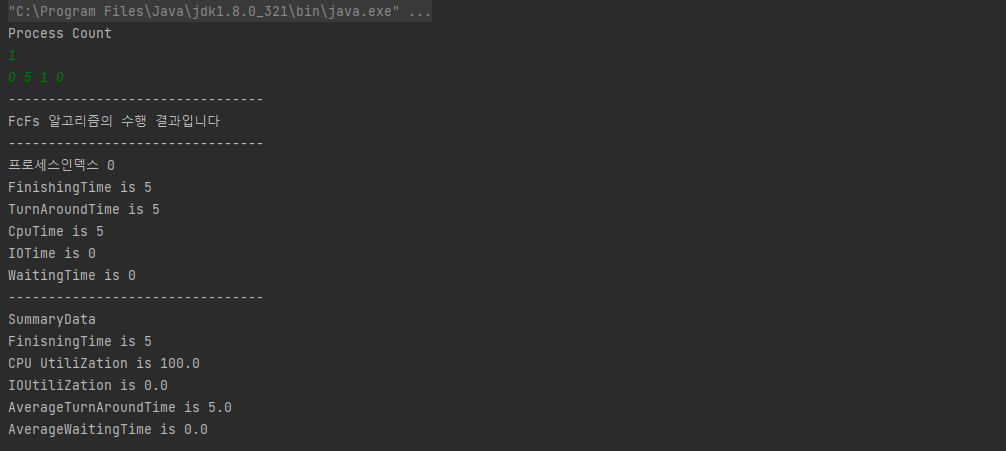 "C:\Program Files\Java\jdk1.8.0_321\bin\java.exe" ...
Process Count
1
0 5 1 0
--------------------------------
FcFs 알고리즘의 수행 결과입니다
--------------------------------
프로세스인덱스 0
FinishingTime is 5
TurnAroundTime is 5
CpuTime is 5
IOTime is 0
WaitingTime is 0
--------------------------------
SummaryData
FinisningTime is 5
CPU UtiliZation is 100.0
IOUtiliZation is 0.0
AverageTurnAroundTime is 5.0
AverageWaitingTime is 0.0